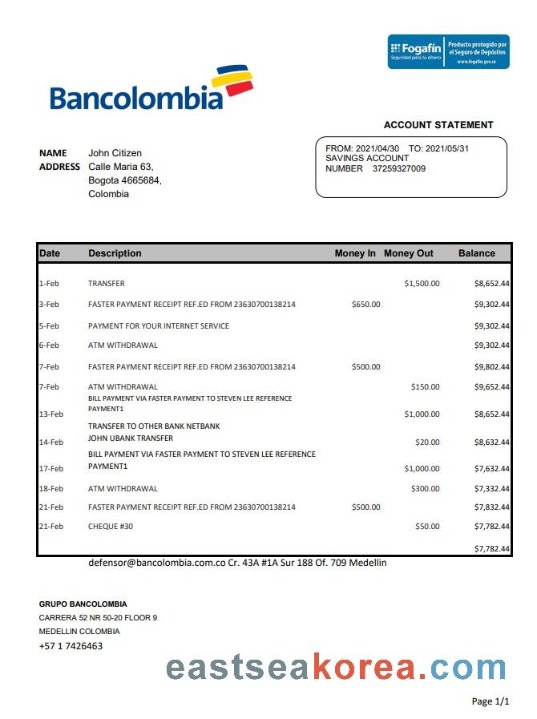 Fogafín
Seguridad para tu dinero
Producto protegido por
el Seguro de Depósitos
www.fogafin.gov.co
Bancolombia
ACCOUNT STATEMENT
NAME John Citizen
ADDRESS Calle Maria 63,
Bogota 4665684,
Colombia
FROM: 2021/04/30 TO: 2021/05/31
SAVINGS ACCOUNT
NUMBER 37259327009
Date Description Money In Money Out Balance
1-Feb TRANSFER $1,500.00 $8,652.44
3-Feb FASTER PAYMENT RECEIPT REF.ED FROM 23630700138214 $650.00 $9,302.44
5-Feb PAYMENT FOR YOUR INTERNET SERVICE $9,302.44
6-Feb ATM WITHDRAWAL $9,302.44
7-Feb FASTER PAYMENT RECEIPT REF.ED FROM 23630700138214 $500.00 $9,802.44
7-Feb ATM WITHDRAWAL $150.00 $9,652.44
BILL PAYMENT VIA FASTER PAYMENT TO STEVEN LEE REFERENCE
PAYMENT1
13-Feb $1,000.00 $8,652.44
TRANSFER TO OTHER BANK NETBANK
JOHN UBANK TRANSFER
14-Feb $20.00 $8,632.44
BILL PAYMENT VIA FASTER PAYMENT TO STEVEN LEE REFERENCE
17-Feb PAYMENT1 $1,000.00 $7,632.44
18-Feb ATM WITHDRAWAL $300.00 $7,332.44
21-Feb FASTER PAYMENT RECEIPT REF.ED FROM 23630700138214 $500.00 $7,832.44
21-Feb CHEQUE #30 $50.00 $7,782.44
$7,782.44
defensor@bancolombia.com.co Cr. 43A #1A Sur 188 Of. 709 Medellin
GRUPO BANCOLOMBIA
CARRERA 52 NR 50-20 FLOOR 9
MEDELLIN COLOMBIA
+57 1 7426463
eastseakorea.com
Page 1/1